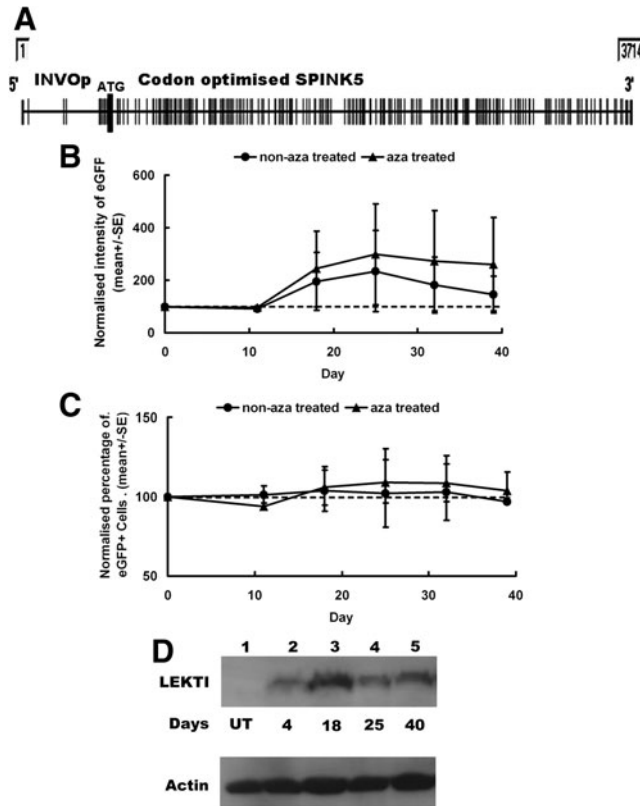 A
1 3714
5' INVOp ATG Codon optimised SPINK5 3'
B
non-aza treated aza treated
Normalised intensity of eGFF
(mean+/-SE)
600
400
200
0
0 10 20 30 40
Day
C
non-aza treated aza treated
Normalised percentage of.
eGFP+ Cells . (mean+/-SE)
150
100
50
0 10 20 30 40
Day
D
1 2 3 4 5
LEKTI
Days UT 4 18 25 40
Actin